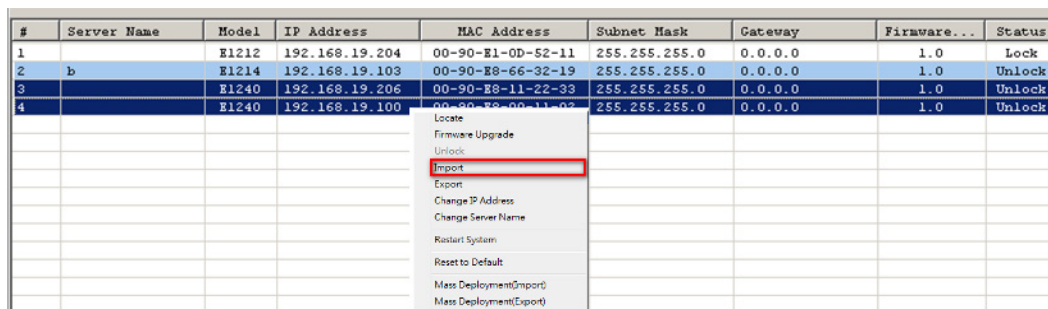 # Server Name Model IP Address MAC Address Subnet Mask Gateway Firmware... Status
1 E1212 192.168.19.204 00-90-E1-0D-52-11 255.255.255.0 0.0.0.0 1.0 Lock
2 b E1214 192.168.19.103 00-90-E8-66-32-19 255.255.255.0 0.0.0.0 1.0 Unlock
3 E1240 192.168.19.206 00-90-E8-11-22-33 255.255.255.0 0.0.0.0 1.0 Unlock
4 E1240 192.168.19.100 255.255.255.0 0.0.0.0 1.0 Unlock
Locate
Firmware Upgrade
Unlock
Import
Export
Change IP Address
Change Server Name
Restart System
Reset to Default
Mass Deployment(Import)
Mass Deployment(Export)